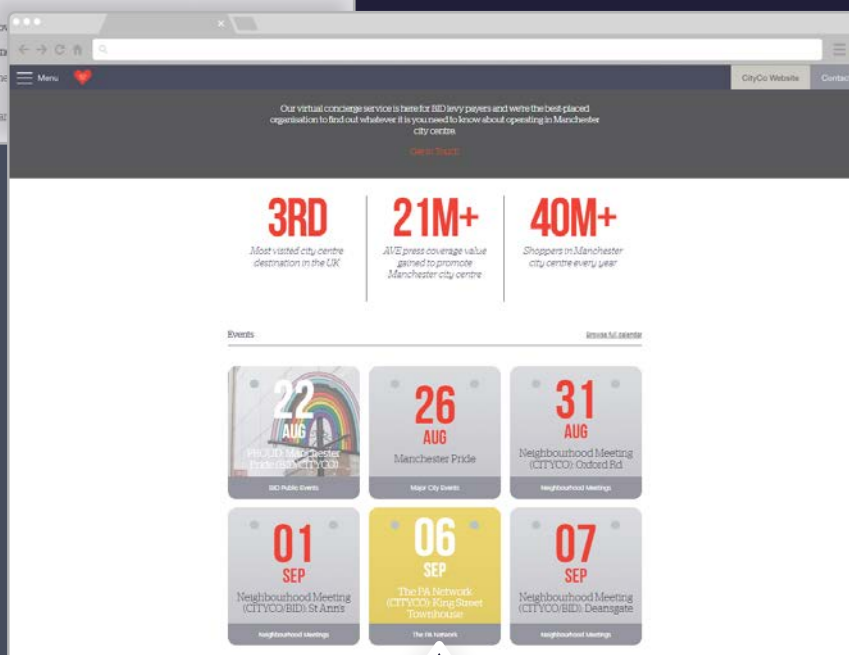 Menu
CityCo Website
Contac
Our virtual concierge service is here for BID levy payers and we're the best-placed
organisation to find out whatever it is you need to know about operating in Manchester
city centre.
Get in Touch
3RD
Most visited city centre
destination in the UK
21M+
AVE press coverage value
gained to promote
Manchester city centre
40M+
Shoppers in Manchester
city centre every year
Events
Browse full calendar
22
AUG
PROUD: Manchester
Pride (BID/CITYCO)
BID Public Events
26
AUG
Manchester Pride
Major City Events
31
AUG
Neighbourhood Meeting
(CITYCO): Oxford Rd
Neighbourhood Meetings
01
SEP
Neighbourhood Meeting
(CITYCO/BID): St Ann's
Neighbourhood Meetings
06
SEP
The PA Network
(CITYCO): King Street
Townhouse
The PA Network
07
SEP
Neighbourhood Meeting
(CITYCO/BID): Deansgate
Neighbourhood Meetings